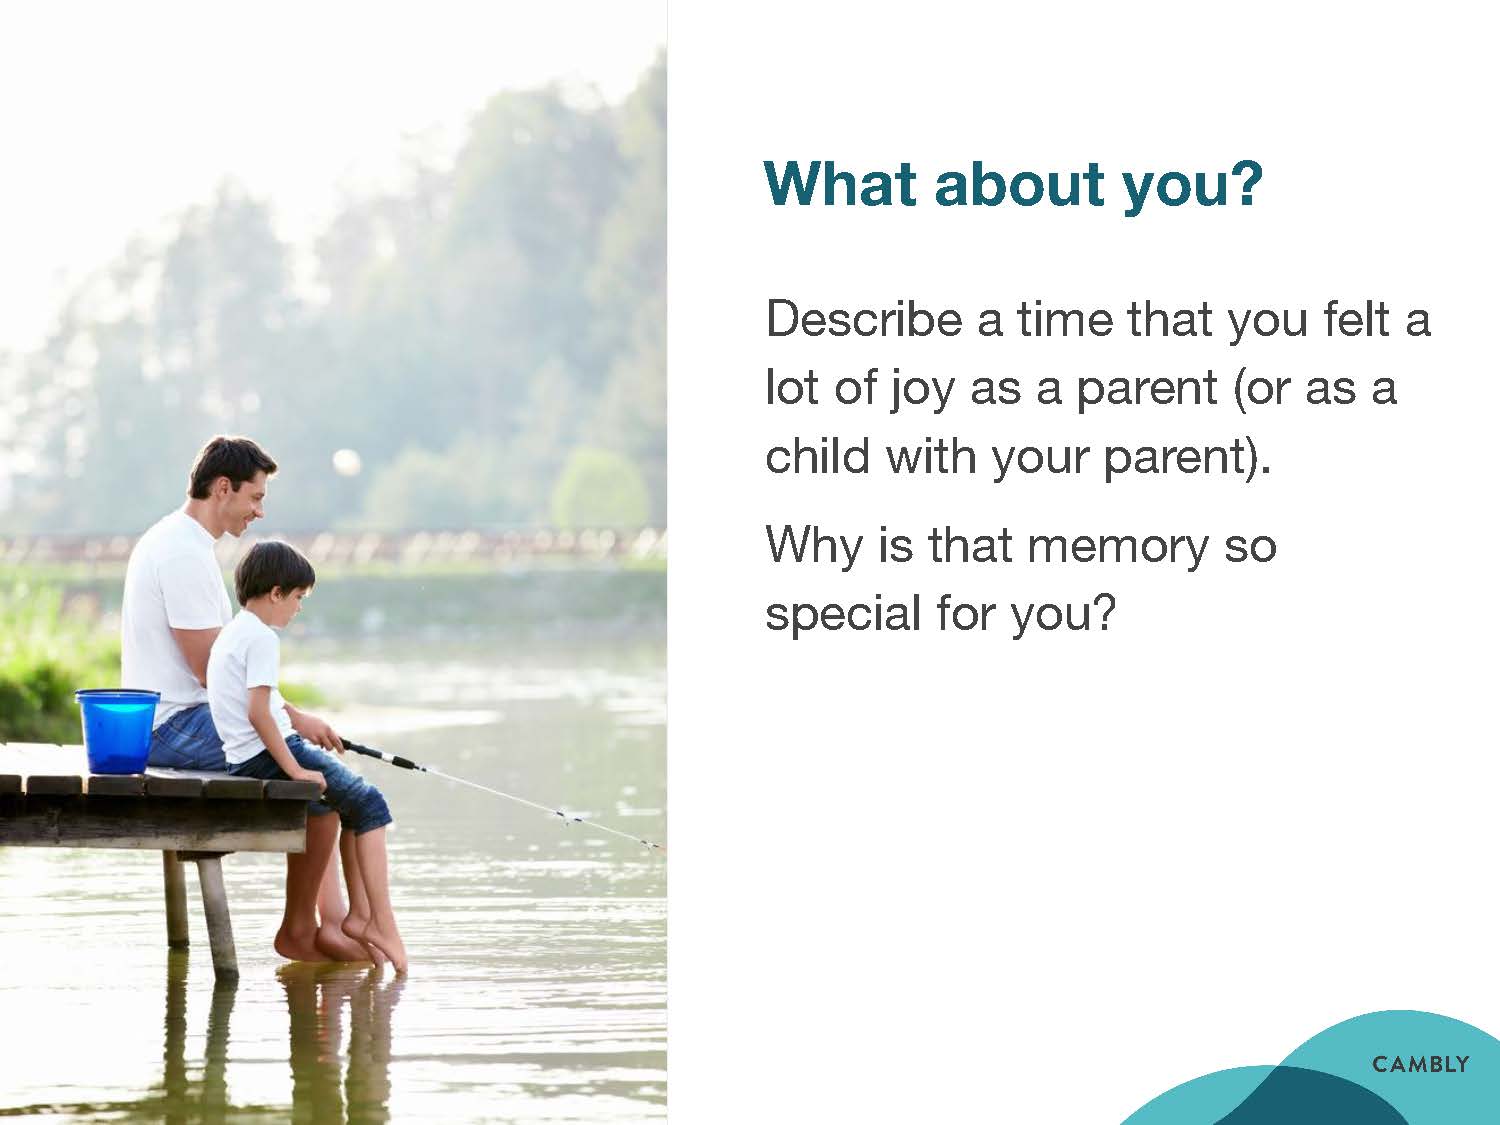 What about you?
Describe a time that you felt a
lot of joy as a parent (or as a
child with your parent).
Why is that memory so
special for you?
CAMBLY